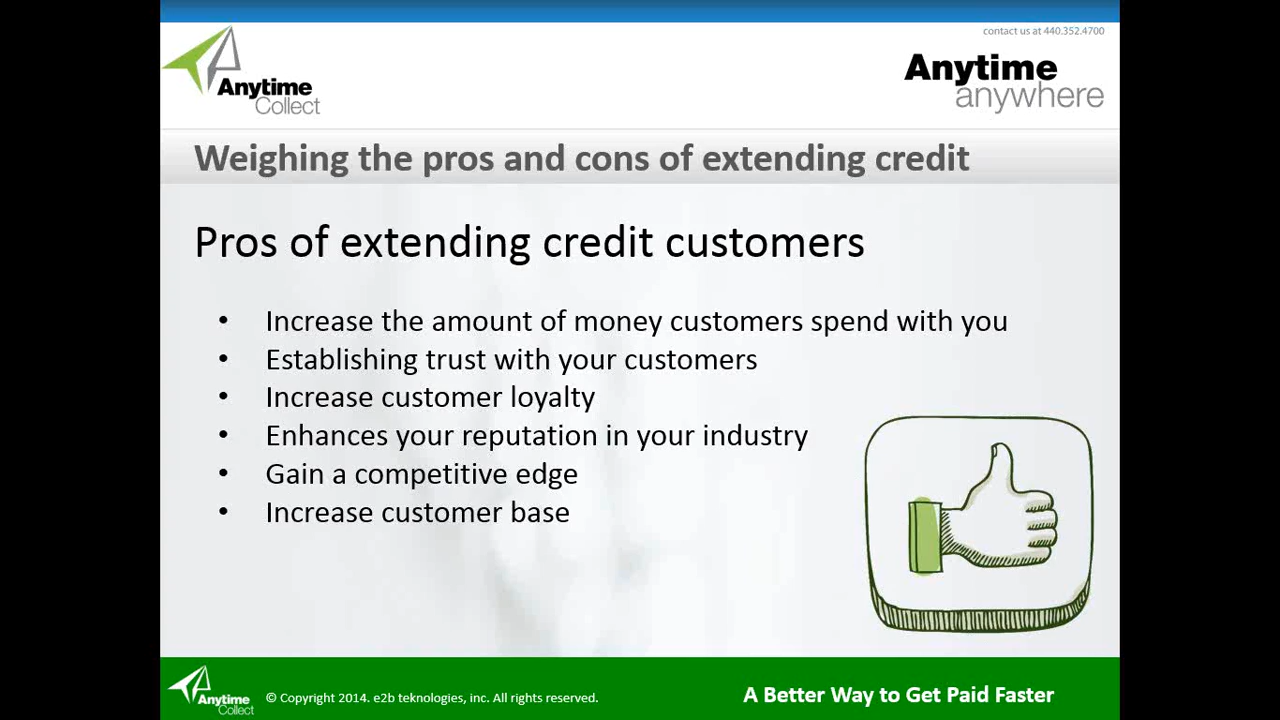 contact us at 440.352.4700
Anytime
Collect
Anytime
anywhere
Weighing the pros and cons of extending credit
Pros of extending credit customers
• Increase the amount of money customers spend with you
• Establishing trust with your customers
• Increase customer loyalty
• Enhances your reputation in your industry
• Gain a competitive edge
• Increase customer base
Anytime
Collect
© Copyright 2014. e2b teknologies, inc. All rights reserved.
A Better Way to Get Paid Faster